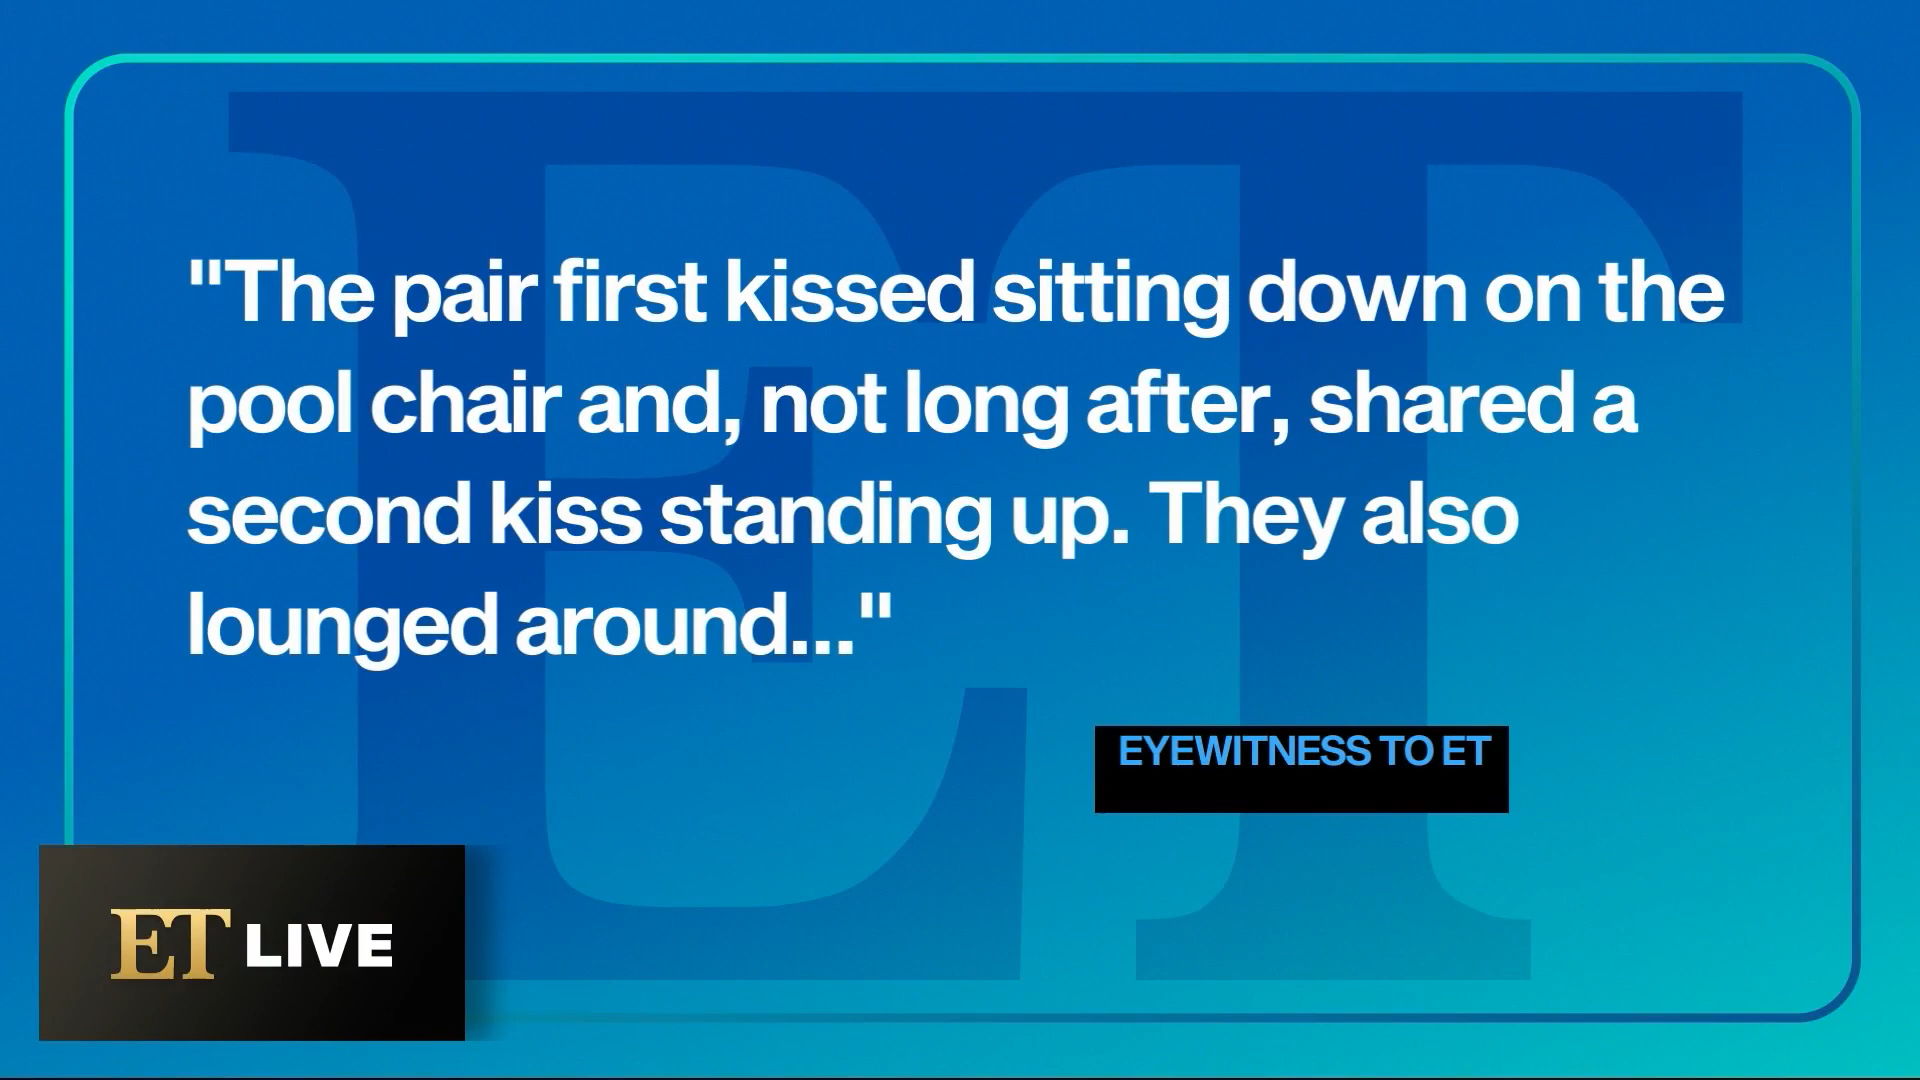 "The pair first kissed sitting down on the
pool chair and, not long after, shared a
second kiss standing up. They also
lounged around..."
EYEWITNESS TO ET
ET LIVE
ET